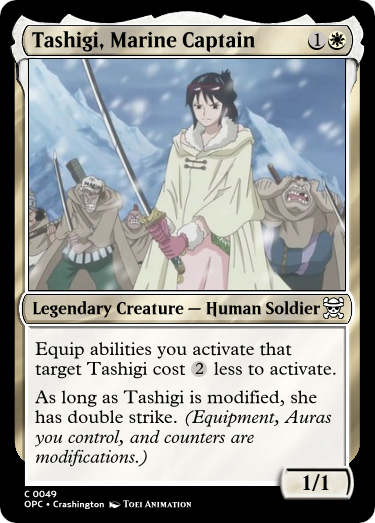 Tashigi, Marine Captain 1
Legendary Creature — Human Soldier
Equip abilities you activate that
target Tashigi cost 2 less to activate.
As long as Tashigi is modified, she
has double strike. (Equipment, Auras
you control, and counters are
modifications.)
1/1
C 0049
OPC • Crashington TOEI ANIMATION